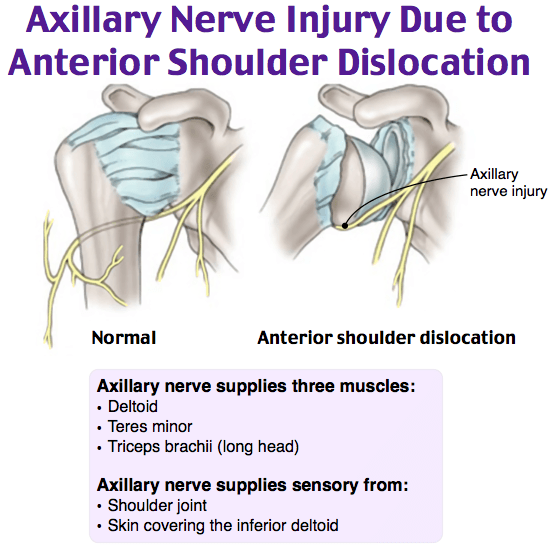 Axillary Nerve Injury Due to
Anterior Shoulder Dislocation
Axillary
nerve injury
Normal
Anterior shoulder dislocation
Axillary nerve supplies three muscles:
• Deltoid
• Teres minor
• Triceps brachii (long head)
Axillary nerve supplies sensory from:
• Shoulder joint
• Skin covering the inferior deltoid